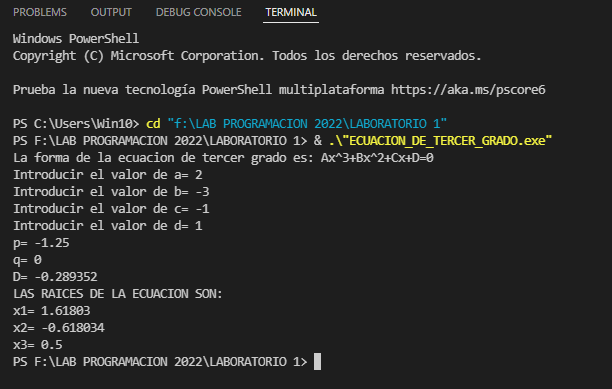 PROBLEMS OUTPUT DEBUG CONSOLE TERMINAL
Windows PowerShell
Copyright (C) Microsoft Corporation. Todos los derechos reservados.
Prueba la nueva tecnología PowerShell multiplataforma https://aka.ms/pscore6
PS C:\Users\Win10> cd "f:\LAB PROGRAMACION 2022\LABORATORIO 1"
PS F:\LAB PROGRAMACION 2022\LABORATORIO 1> & .\"ECUACION_DE_TERCER_GRADO.exe"
La forma de la ecuacion de tercer grado es: Ax^3+Bx^2+Cx+D=0
Introducir el valor de a= 2
Introducir el valor de b= -3
Introducir el valor de c= -1
Introducir el valor de d= 1
p= -1.25
q= 0
D= -0.289352
LAS RAICES DE LA ECUACION SON:
x1= 1.61803
x2= -0.618034
x3= 0.5
PS F:\LAB PROGRAMACION 2022\LABORATORIO 1>